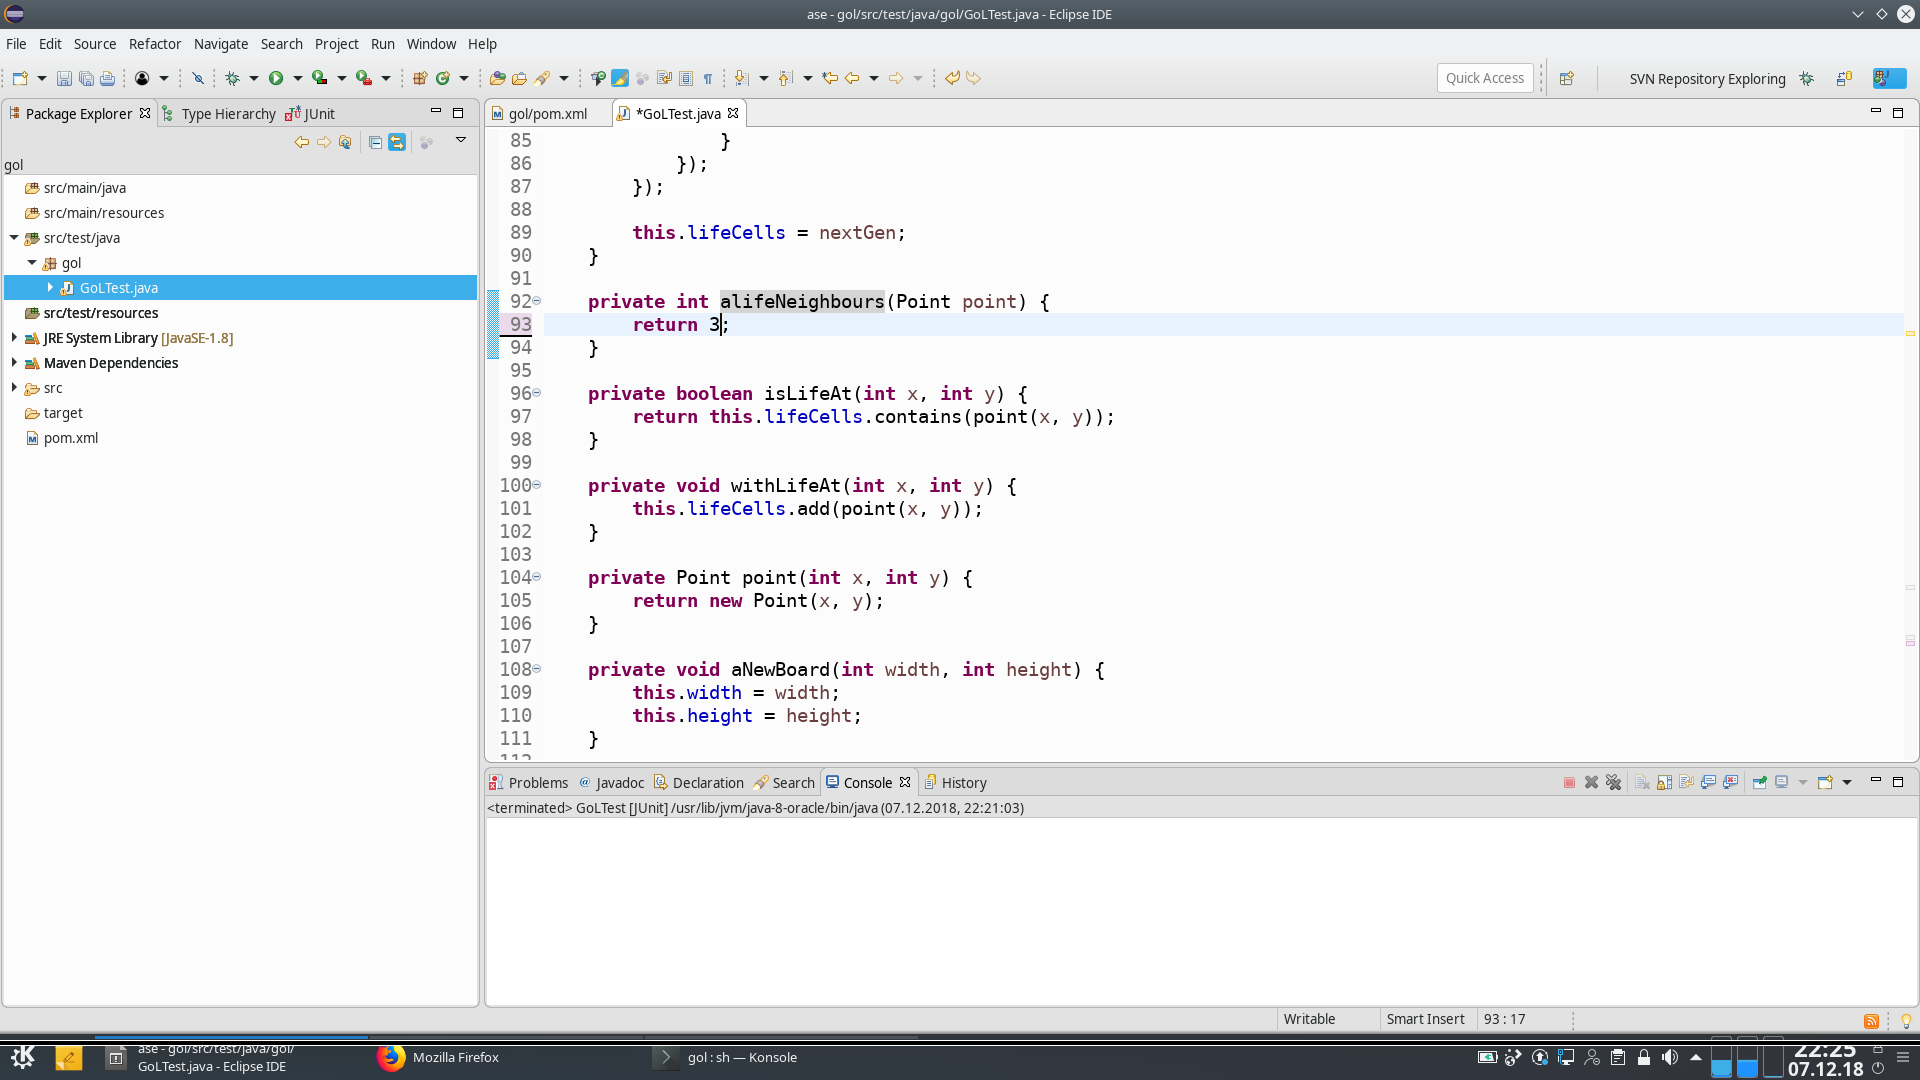 ase - gol/src/test/java/gol/GoLTest.java - Eclipse IDE
File Edit Source Refactor Navigate Search Project Run Window Help
Quick Access
SVN Repository Exploring
Package Explorer Type Hierarchy JUnit
gol
src/main/java
src/main/resources
src/test/java
gol
GoLTest.java
src/test/resources
JRE System Library [JavaSE-1.8]
Maven Dependencies
src
target
pom.xml
gol/pom.xml *GoLTest.java
85 }
86 });
87 });
88
89 this.lifeCells = nextGen;
90 }
91
92 private int alifeNeighbours(Point point) {
93 return 3;
94 }
95
96 private boolean isLifeAt(int x, int y) {
97 return this.lifeCells.contains(point(x, y));
98 }
99
100 private void withLifeAt(int x, int y) {
101 this.lifeCells.add(point(x, y));
102 }
103
104 private Point point(int x, int y) {
105 return new Point(x, y);
106 }
107
108 private void aNewBoard(int width, int height) {
109 this.width = width;
110 this.height = height;
111 }
Problems @ Javadoc Declaration Search Console History
<terminated> GoLTest [JUnit] /usr/lib/jvm/java-8-oracle/bin/java (07.12.2018, 22:21:03)
Writable Smart Insert 93 : 17
ase - gol/src/test/java/gol/
GoLTest.java - Eclipse IDE
Mozilla Firefox
gol : sh — Konsole
22:25
07.12.18